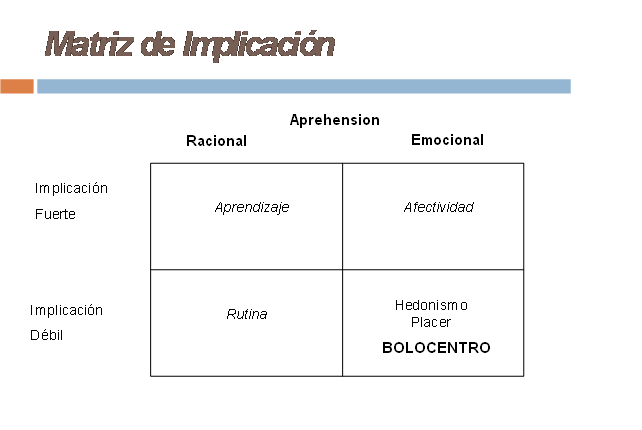 Matriz de Implicación
Aprehension
Racional
Emocional
Implicación
Fuerte
Aprendizaje
Afectividad
Implicación
Débil
Rutina
Hedonismo
Placer
BOLOCENTRO